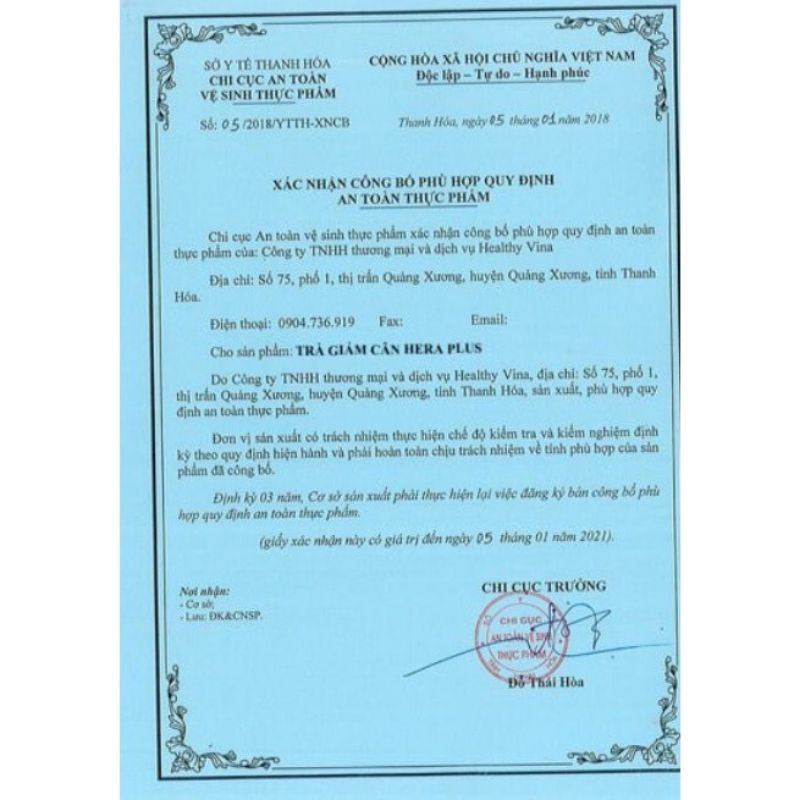 SỞ Y TẾ THANH HÓA
CHI CỤC AN TOÀN
VỆ SINH THỰC PHẨM
Số: 05/2018/YTTH-XNCB
CỘNG HÒA XÃ HỘI CHỦ NGHĨA VIỆT NAM
Độc lập – Tự do – Hạnh phúc
Thanh Hóa, ngày 05 tháng 01 năm 2018
XÁC NHẬN CÔNG BỐ PHÙ HỢP QUY ĐỊNH
AN TOÀN THỰC PHẨM
Chi cục An toàn vệ sinh thực phẩm xác nhận công bố phù hợp quy định an toàn
thực phẩm của: Công ty TNHH thương mại và dịch vụ Healthy Vina
Địa chỉ: Số 75, phố 1, thị trấn Quảng Xương, huyện Quảng Xương, tỉnh Thanh
Hóa.
Điện thoại: 0904.736.919 Fax: Email:
Cho sản phẩm: TRÀ GIẢM CÂN HERA PLUS
Do Công ty TNHH thương mại và dịch vụ Healthy Vina, địa chỉ: Số 75, phố 1,
thị trấn Quảng Xương, huyện Quảng Xương, tỉnh Thanh Hóa, sản xuất, phù hợp quy
định an toàn thực phẩm.
Đơn vị sản xuất có trách nhiệm thực hiện chế độ kiểm tra và kiểm nghiệm định
kỳ theo quy định hiện hành và phải hoàn toàn chịu trách nhiệm về tính phù hợp của sản
phẩm đã công bố.
Định kỳ 03 năm, Cơ sở sản xuất phải thực hiện lại việc đăng ký bản công bố phù
hợp quy định an toàn thực phẩm.
(giấy xác nhận này có giá trị đến ngày 05 tháng 01 năm 2021).
Nơi nhận:
- Cơ sở;
- Lưu: ĐK&CNSP.
CHI CỤC TRƯỞNG
CHI CỤC
AN TOÀN VỆ SINH
THỰC PHẨM
Đỗ Thái Hòa